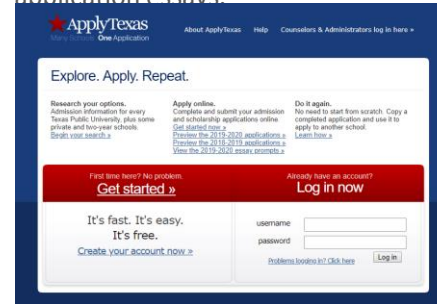 application essays.
ApplyTexas
Many Schools. One Application
About ApplyTexas Help Counselors & Administrators log in here »
Explore. Apply. Repeat.
Research your options.
Admission information for every
Texas Public University, plus some
private and two-year schools.
Begin your search »
Apply online.
Complete and submit your admission
and scholarship applications online
Get started now »
Preview the 2019-2020 applications »
Preview the 2018-2019 applications »
View the 2019-2020 essay prompts »
Do it again.
No need to start from scratch. Copy a
completed application and use it to
apply to another school.
Learn how »
First time here? No problem.
Get started »
Already have an account?
Log in now
It's fast. It's easy.
It's free.
Create your account now »
username
password
Problems logging in? Click here
Log in